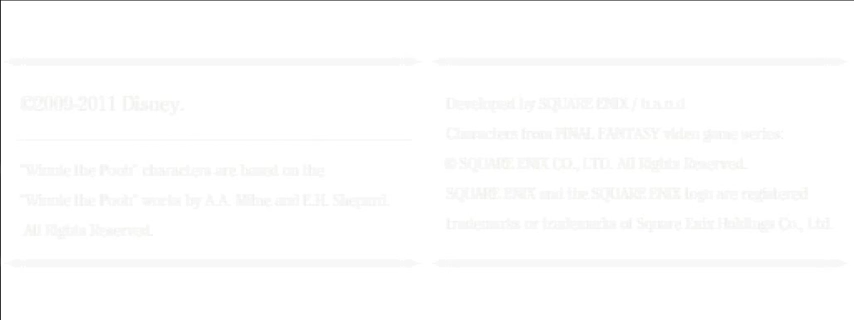 ©2009-2011 Disney.
"Winnie the Pooh" characters are based on the
"Winnie the Pooh" works by A.A. Milne and E.H. Shepard.
All Rights Reserved.
Developed by SQUARE ENIX / h.a.n.d.
Characters from FINAL FANTASY video game series:
© SQUARE ENIX CO., LTD. All Rights Reserved.
SQUARE ENIX and the SQUARE ENIX logo are registered
trademarks or trademarks of Square Enix Holdings Co., Ltd.